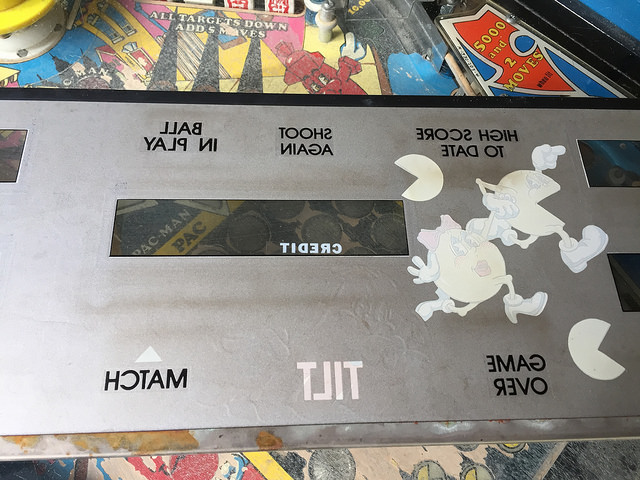 ALL TARGETS DOWN
ADDS MOVES
5000
and 2
MOVES
BALL
IN PLAY
SHOOT
AGAIN
HIGH SCORE
TO DATE
PAC-MAN
PAC
CREDIT
MATCH
TILT
GAME
OVER